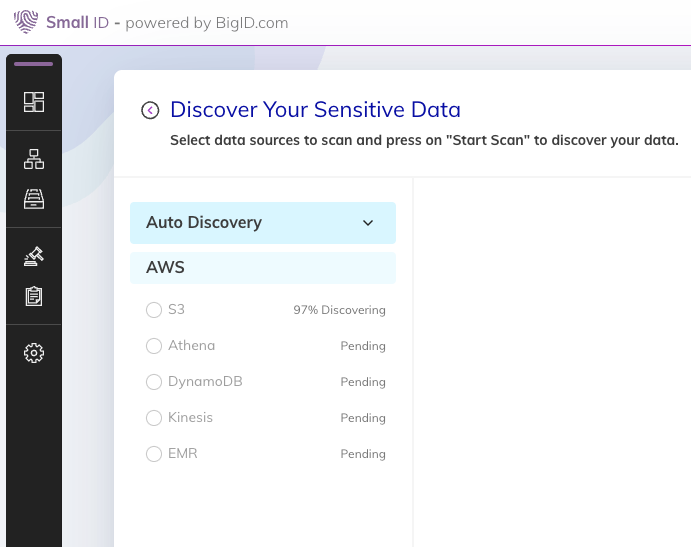 Small ID - powered by BigID.com
Discover Your Sensitive Data
Select data sources to scan and press on "Start Scan" to discover your data.
Auto Discovery
AWS
S3 97% Discovering
Athena Pending
DynamoDB Pending
Kinesis Pending
EMR Pending